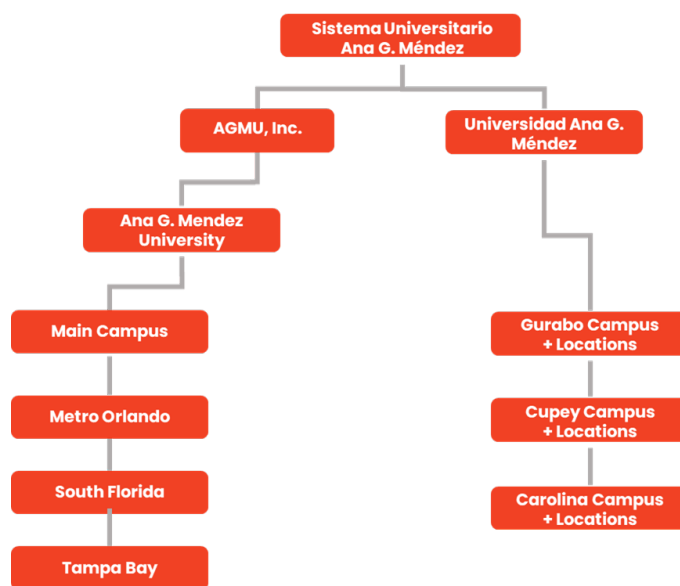 Sistema Universitario
Ana G. Méndez
AGMU, Inc.
Universidad Ana G.
Méndez
Ana G. Mendez
University
Main Campus
Gurabo Campus
+ Locations
Metro Orlando
Cupey Campus
+ Locations
South Florida
Carolina Campus
+ Locations
Tampa Bay